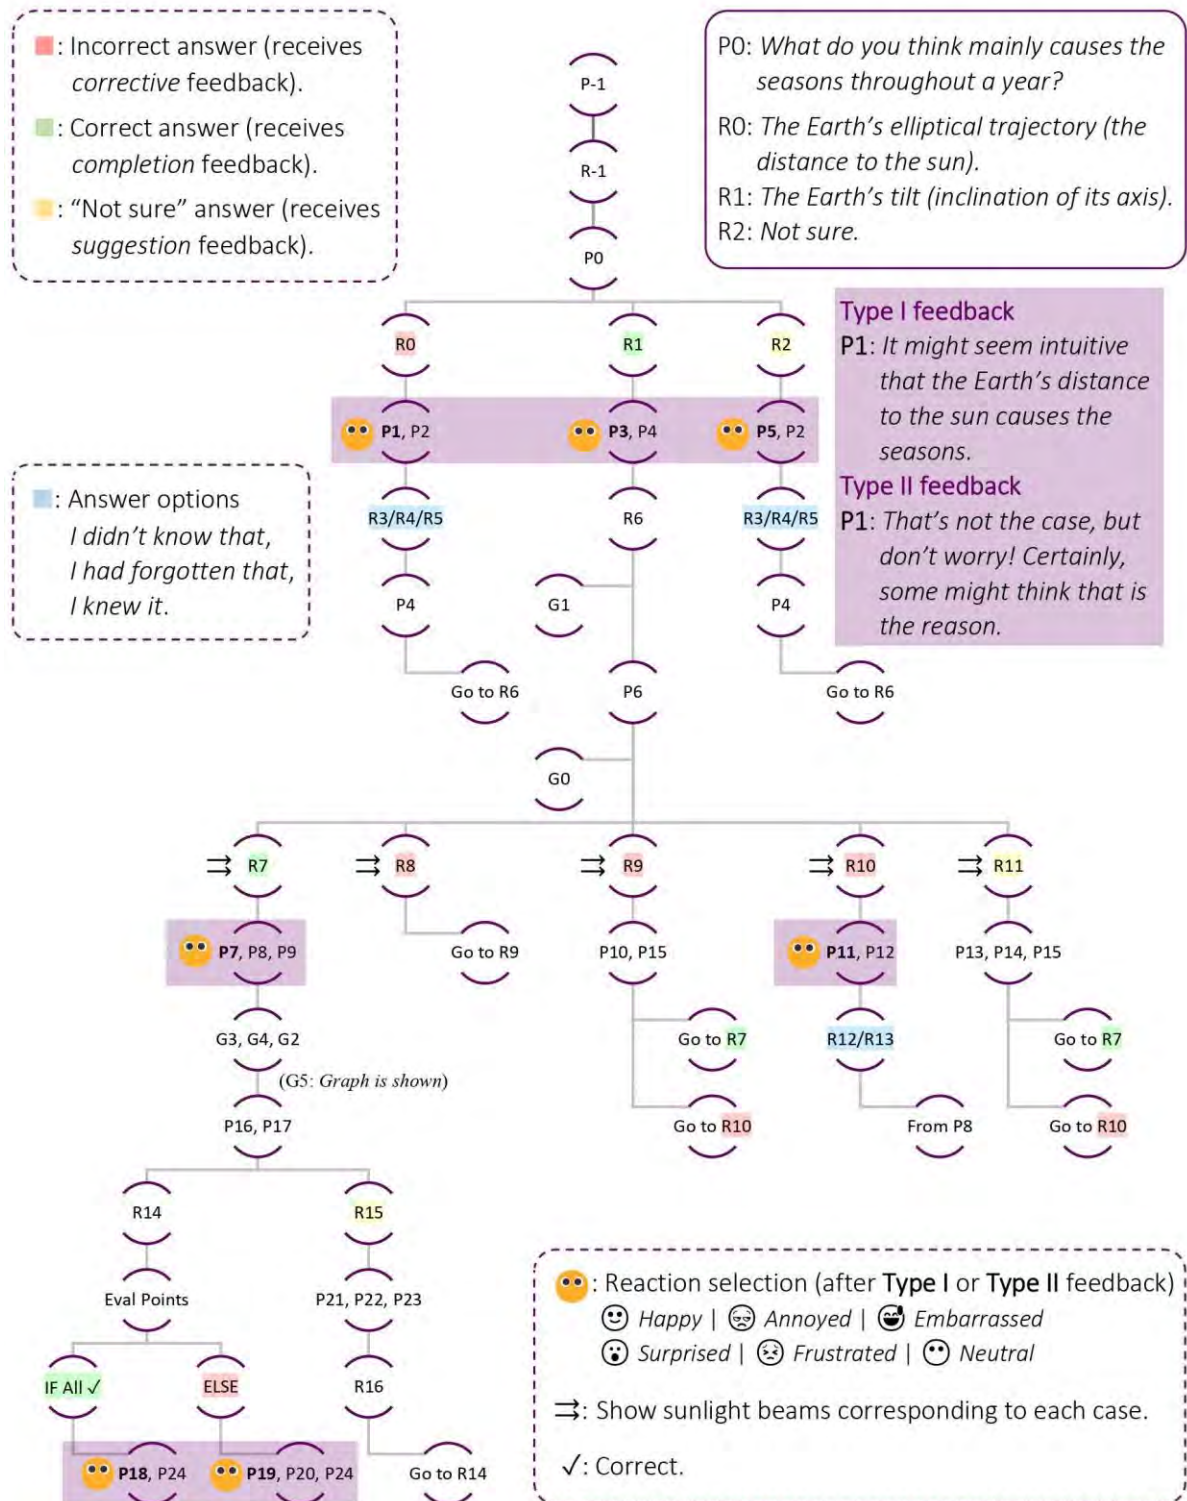 : Incorrect answer (receives
corrective feedback).
: Correct answer (receives
completion feedback).
: “Not sure” answer (receives
suggestion feedback).
P-1
R-1
P0
P0: What do you think mainly causes the
seasons throughout a year?
R0: The Earth’s elliptical trajectory (the
distance to the sun).
R1: The Earth’s tilt (inclination of its axis).
R2: Not sure.
R0
R1
R2
P1, P2
P3, P4
P5, P2
Type I feedback
P1: It might seem intuitive
that the Earth’s distance
to the sun causes the
seasons.
Type II feedback
P1: That’s not the case, but
don’t worry! Certainly,
some might think that is
the reason.
: Answer options
I didn’t know that,
I had forgotten that,
I knew it.
R3/R4/R5
R6
R3/R4/R5
P4
G1
P4
Go to R6
P6
Go to R6
G0
R7
R8
R9
R10
R11
P7, P8, P9
Go to R9
P10, P15
P11, P12
P13, P14, P15
G3, G4, G2
Go to R7
R12/R13
Go to R7
(G5: Graph is shown)
P16, P17
Go to R10
From P8
Go to R10
R14
R15
Eval Points
P21, P22, P23
IF All ✓
ELSE
R16
P18, P24
P19, P20, P24
Go to R14
: Reaction selection (after Type I or Type II feedback)
Happy | Annoyed | Embarrassed
Surprised | Frustrated | Neutral
⇉: Show sunlight beams corresponding to each case.
✓: Correct.